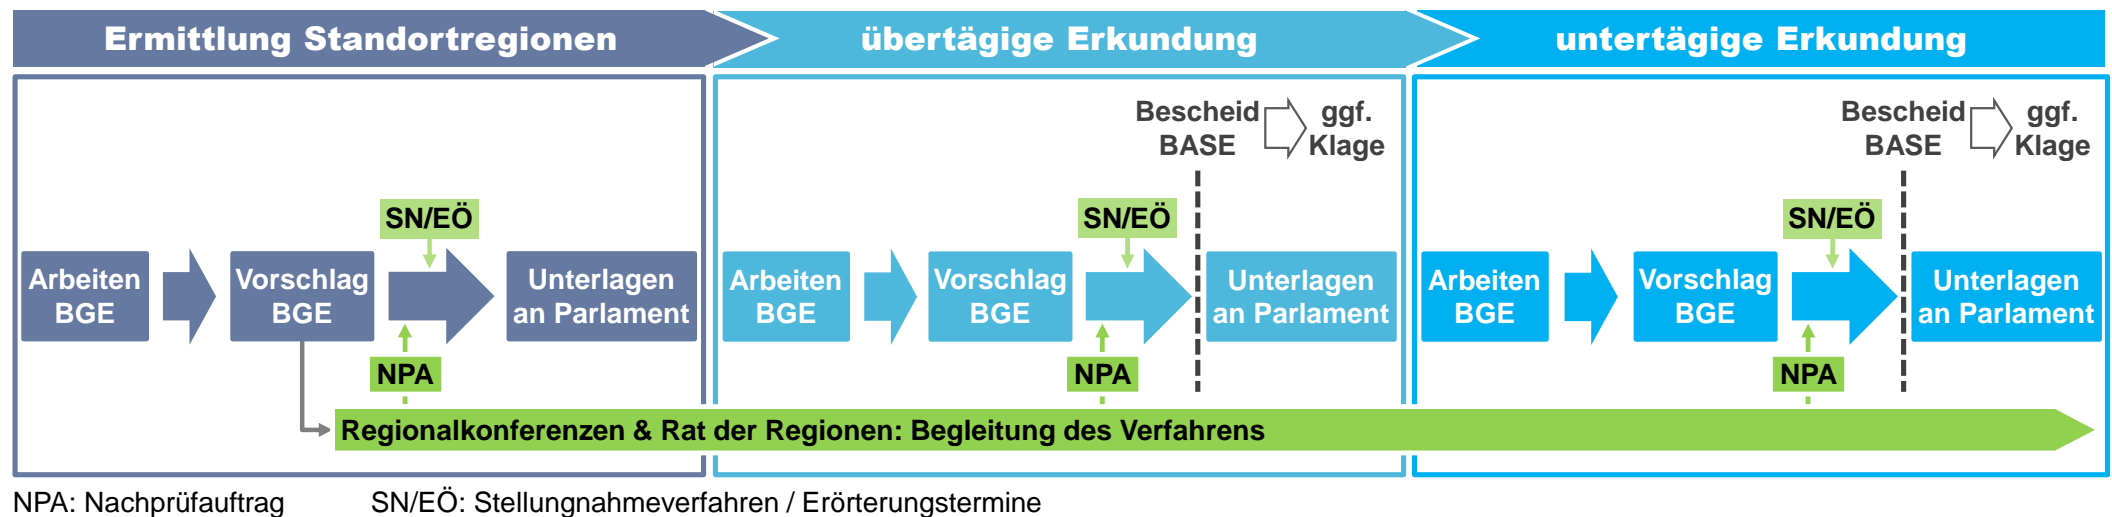 Ermittlung Standortregionen
übertägige Erkundung
untertägige Erkundung
Bescheid
BASE
ggf.
Klage
Bescheid
BASE
ggf.
Klage
SN/EÖ
SN/EÖ
SN/EÖ
Arbeiten
BGE
Vorschlag
BGE
Unterlagen
an Parlament
Arbeiten
BGE
Vorschlag
BGE
Unterlagen
an Parlament
Arbeiten
BGE
Vorschlag
BGE
Unterlagen
an Parlament
NPA
NPA
NPA
Regionalkonferenzen & Rat der Regionen: Begleitung des Verfahrens
NPA: Nachprüfauftrag
SN/EÖ: Stellungnahmeverfahren / Erörterungstermine